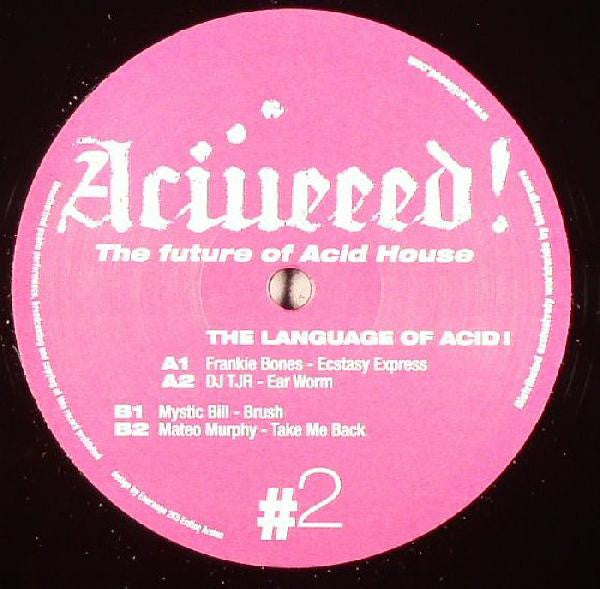 Aciiieeed!
The future of Acid House
THE LANGUAGE OF ACID!
A1 Frankie Bones - Ecstasy Express
A2 DJ TJR - Ear Worm
B1 Mystic Bill - Brush
B2 Mateo Murphy - Take Me Back
#2